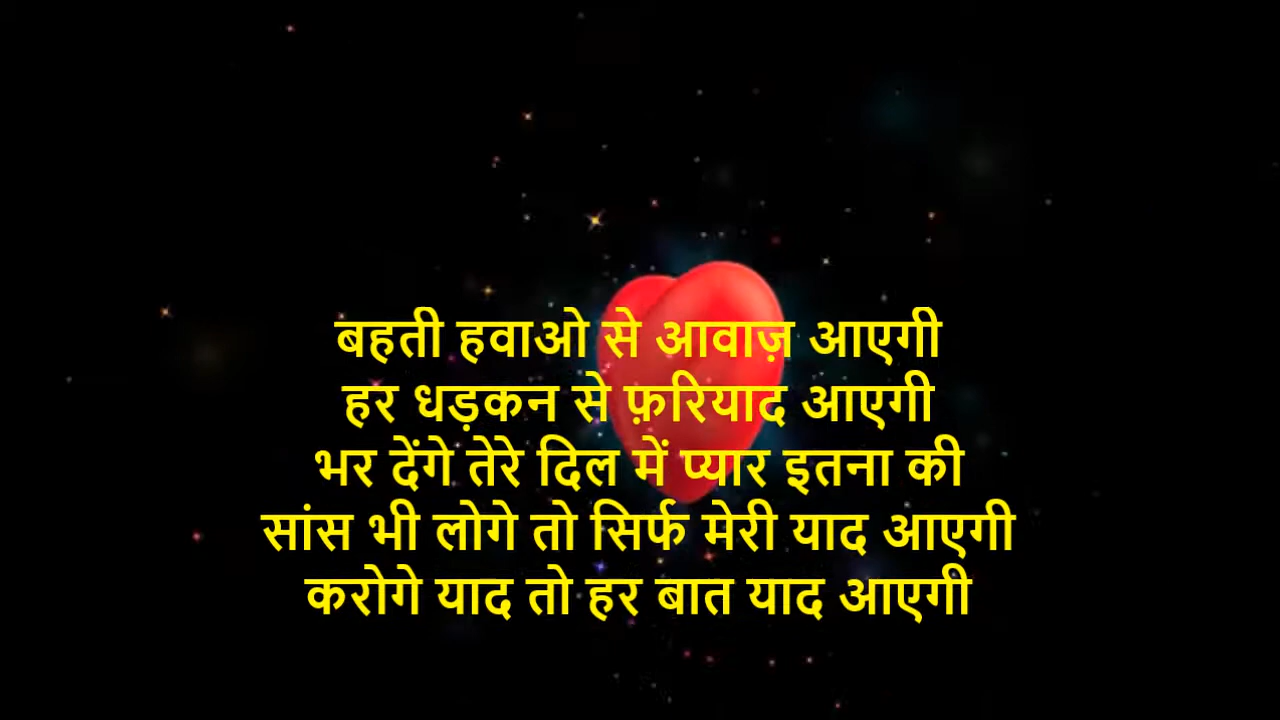 बहती हवाओ से आवाज़ आएगी
हर धड़कन से फ़रियाद आएगी
भर देंगे तेरे दिल में प्यार इतना की
सांस भी लोगे तो सिर्फ मेरी याद आएगी
करोगे याद तो हर बात याद आएगी